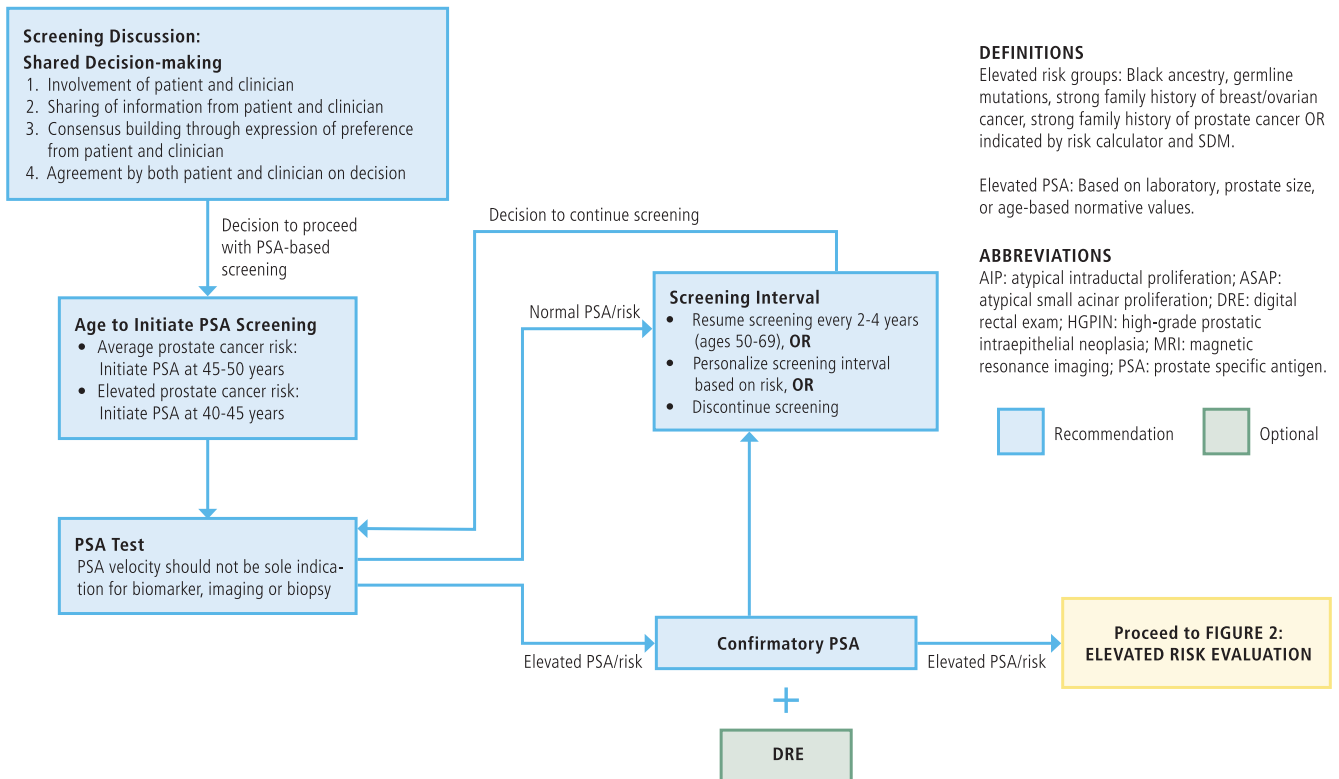 Screening Discussion:
Shared Decision-making
1. Involvement of patient and clinician
2. Sharing of information from patient and clinician
3. Consensus building through expression of preference
from patient and clinician
4. Agreement by both patient and clinician on decision
Decision to proceed
with PSA-based
screening
Age to Initiate PSA Screening
• Average prostate cancer risk:
Initiate PSA at 45-50 years
• Elevated prostate cancer risk:
Initiate PSA at 40-45 years
PSA Test
PSA velocity should not be sole indica-
tion for biomarker, imaging or biopsy
Decision to continue screening
Normal PSA/risk
Screening Interval
• Resume screening every 2-4 years
(ages 50-69), OR
• Personalize screening interval
based on risk, OR
• Discontinue screening
Elevated PSA/risk
Confirmatory PSA
+
DRE
Elevated PSA/risk
Proceed to FIGURE 2:
ELEVATED RISK EVALUATION
DEFINITIONS
Elevated risk groups: Black ancestry, germline
mutations, strong family history of breast/ovarian
cancer, strong family history of prostate cancer OR
indicated by risk calculator and SDM.
Elevated PSA: Based on laboratory, prostate size,
or age-based normative values.
ABBREVIATIONS
AIP: atypical intraductal proliferation; ASAP:
atypical small acinar proliferation; DRE: digital
rectal exam; HGPIN: high-grade prostatic
intraepithelial neoplasia; MRI: magnetic
resonance imaging; PSA: prostate specific antigen.
Recommendation
Optional